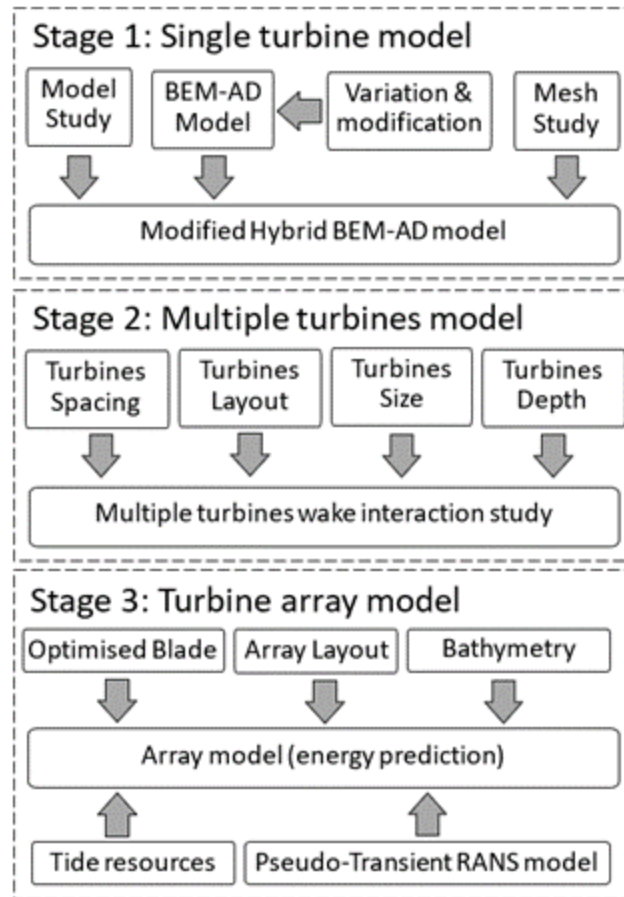 Stage 1: Single turbine model
Model
Study
BEM-AD
Model
Variation &
modification
Mesh
Study
Modified Hybrid BEM-AD model
Stage 2: Multiple turbines model
Turbines
Spacing
Turbines
Layout
Turbines
Size
Turbines
Depth
Multiple turbines wake interaction study
Stage 3: Turbine array model
Optimised Blade
Array Layout
Bathymetry
Array model (energy prediction)
Tide resources
Pseudo-Transient RANS model